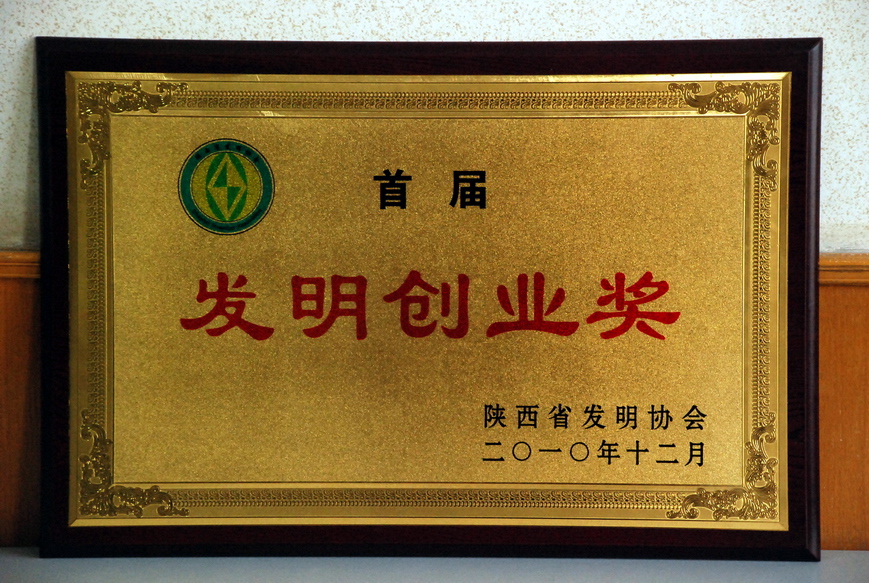 首届
发明创业奖
陕西省发明协会
二〇一〇年十二月